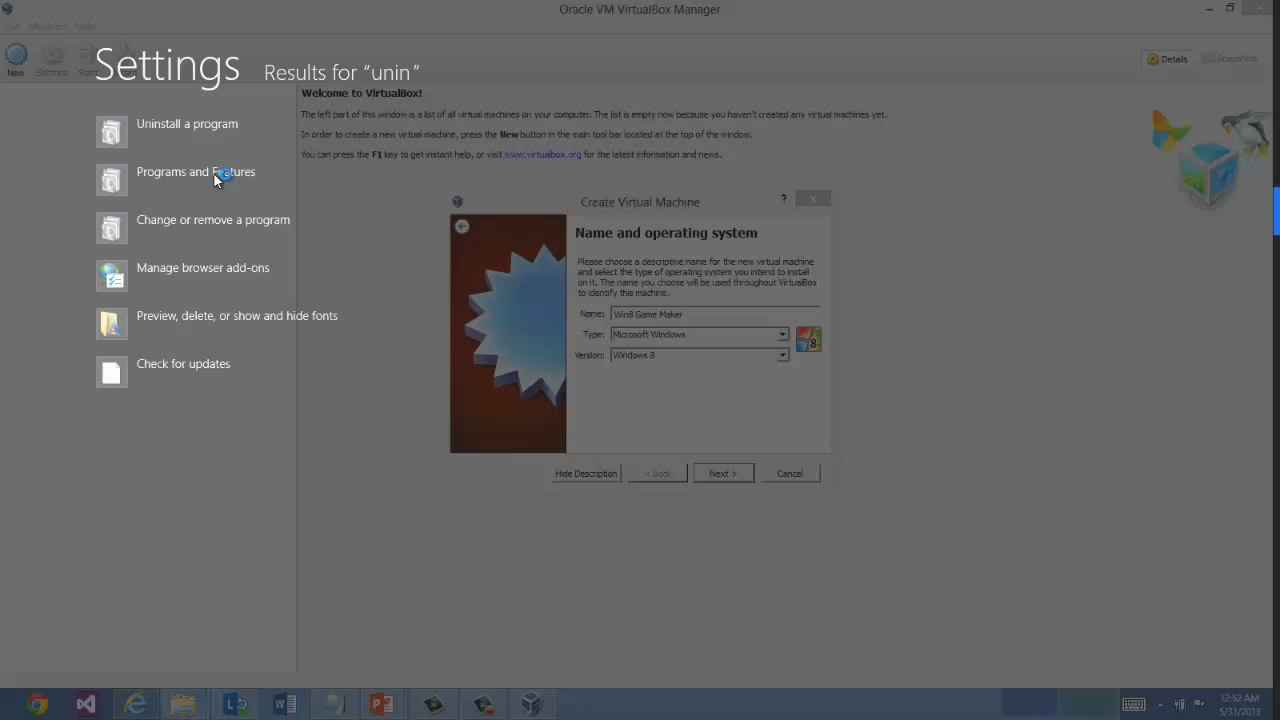 Oracle VM VirtualBox Manager
File Machine Help
New Settings Start
Settings Results for "unin"
Details Snapshots
Uninstall a program
Programs and Features
Change or remove a program
Manage browser add-ons
Preview, delete, or show and hide fonts
Check for updates
Welcome to VirtualBox!
The left part of this window is a list of all virtual machines on your computer. The list is empty now because you haven't created any virtual machines yet.
In order to create a new virtual machine, press the New button in the main tool bar located at the top of the window.
You can press the F1 key to get instant help, or visit www.virtualbox.org for the latest information and news.
Create Virtual Machine
?
Name and operating system
Please choose a descriptive name for the new virtual machine
and select the type of operating system you intend to install
on it. The name you choose will be used throughout VirtualBox
to identify this machine.
Name: Win8 Game Maker
Type: Microsoft Windows
8
Version: Windows 8
Hide Description < Back Next > Cancel
12:52 AM
5/31/2013